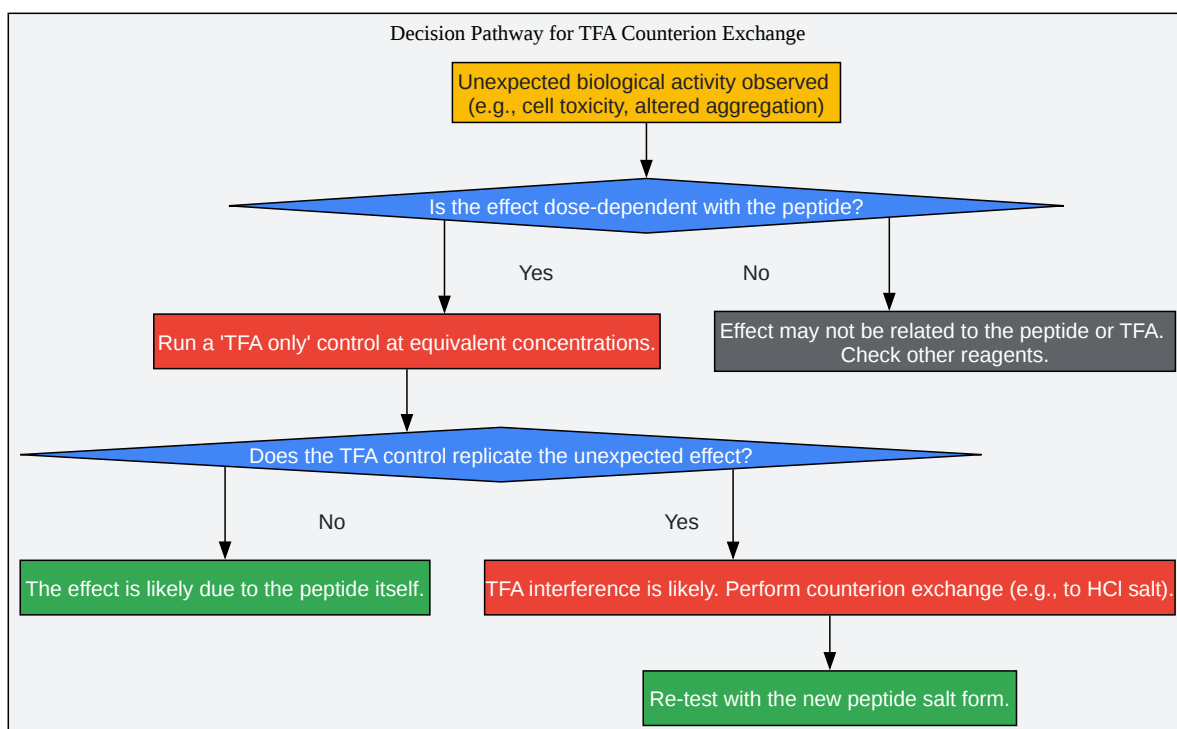 Decision Pathway for TFA Counterion Exchange
Unexpected biological activity observed
(e.g., cell toxicity, altered aggregation)
Is the effect dose-dependent with the peptide?
Yes
No
Run a 'TFA only' control at equivalent concentrations.
Effect may not be related to the peptide or TFA.
Check other reagents.
Does the TFA control replicate the unexpected effect?
No
Yes
The effect is likely due to the peptide itself.
TFA interference is likely. Perform counterion exchange (e.g., to HCl salt).
Re-test with the new peptide salt form.